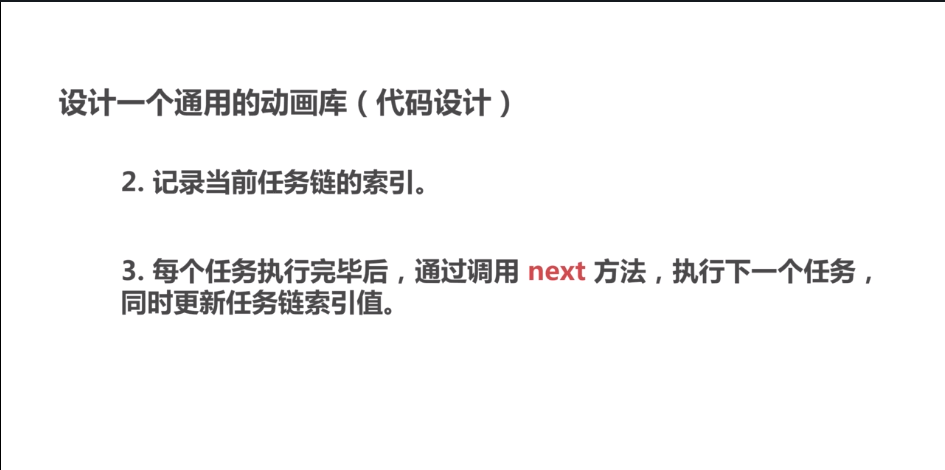 设计一个通用的动画库（代码设计）
2. 记录当前任务链的索引。
3. 每个任务执行完毕后，通过调用 next 方法，执行下一个任务，
同时更新任务链索引值。